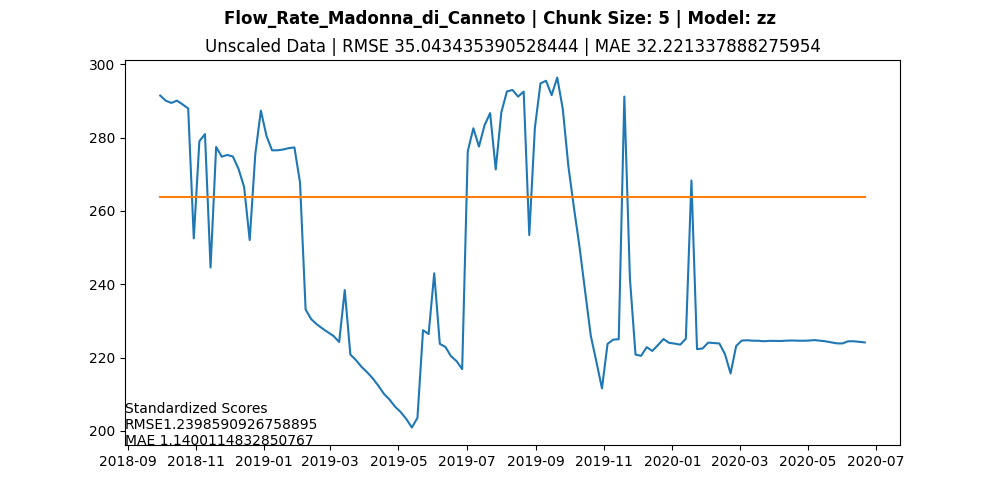 Flow_Rate_Madonna_di_Canneto | Chunk Size: 5 | Model: zz
Unscaled Data | RMSE 35.043435390528444 | MAE 32.221337888275954
300
280
260
240
220
200
Standardized Scores
RMSE1.2398590926758895
MAE 1.1400114832850767
2018-09 2018-11 2019-01 2019-03 2019-05 2019-07 2019-09 2019-11 2020-01 2020-03 2020-05 2020-07